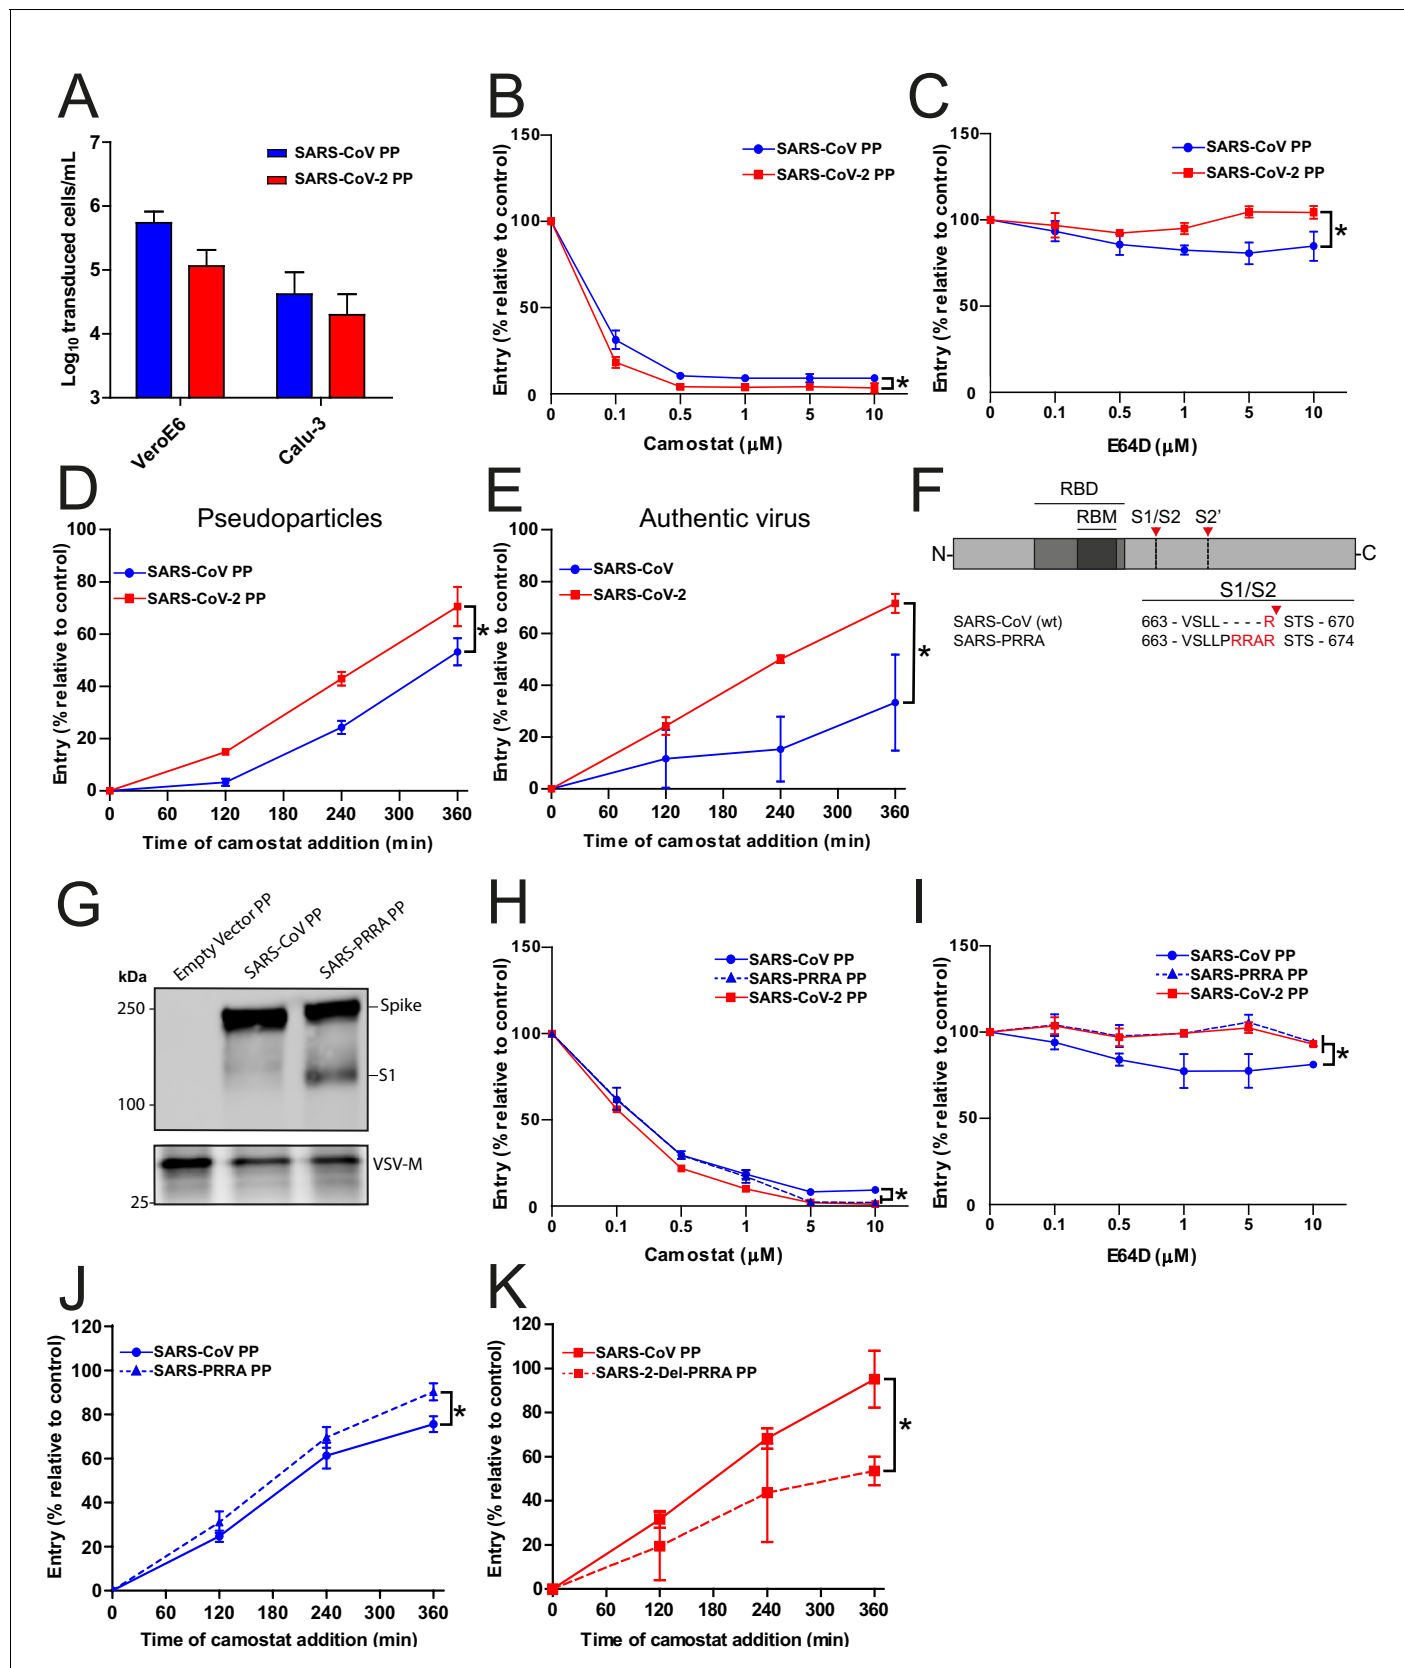 A
7
6
5
4
3
Log10 transduced cells/mL
SARS-CoV PP
SARS-CoV-2 PP
VeroE6
Calu-3
B
150
100
50
0
Entry (% relative to control)
SARS-CoV PP
SARS-CoV-2 PP
*
0 0.1 0.5 1 5 10
Camostat (μM)
C
150
100
50
0
Entry (% relative to control)
SARS-CoV PP
SARS-CoV-2 PP
*
0 0.1 0.5 1 5 10
E64D (μM)
D
Pseudoparticles
100
80
60
40
20
0
Entry (% relative to control)
SARS-CoV PP
SARS-CoV-2 PP
*
0 60 120 180 240 300 360
Time of camostat addition (min)
E
Authentic virus
100
80
60
40
20
0
Entry (% relative to control)
SARS-CoV
SARS-CoV-2
*
0 60 120 180 240 300 360
Time of camostat addition (min)
F
RBD
RBM S1/S2 S2'
N- -C
S1/S2
SARS-CoV (wt) 663 - VSLL - - - - R STS - 670
SARS-PRRA 663 - VSLLPRRAR STS - 674
G
Empty Vector PP
SARS-CoV PP
SARS-PRRA PP
kDa
250
100
25
Spike
S1
VSV-M
H
150
100
50
0
Entry (% relative to control)
SARS-CoV PP
SARS-PRRA PP
SARS-CoV-2 PP
*
0 0.1 0.5 1 5 10
Camostat (μM)
I
150
100
50
0
Entry (% relative to control)
SARS-CoV PP
SARS-PRRA PP
SARS-CoV-2 PP
*
0 0.1 0.5 1 5 10
E64D (μM)
J
120
100
80
60
40
20
0
Entry (% relative to control)
SARS-CoV PP
SARS-PRRA PP
*
0 60 120 180 240 300 360
Time of camostat addition (min)
K
120
100
80
60
40
20
0
Entry (% relative to control)
SARS-CoV PP
SARS-2-Del-PRRA PP
*
0 60 120 180 240 300 360
Time of camostat addition (min)